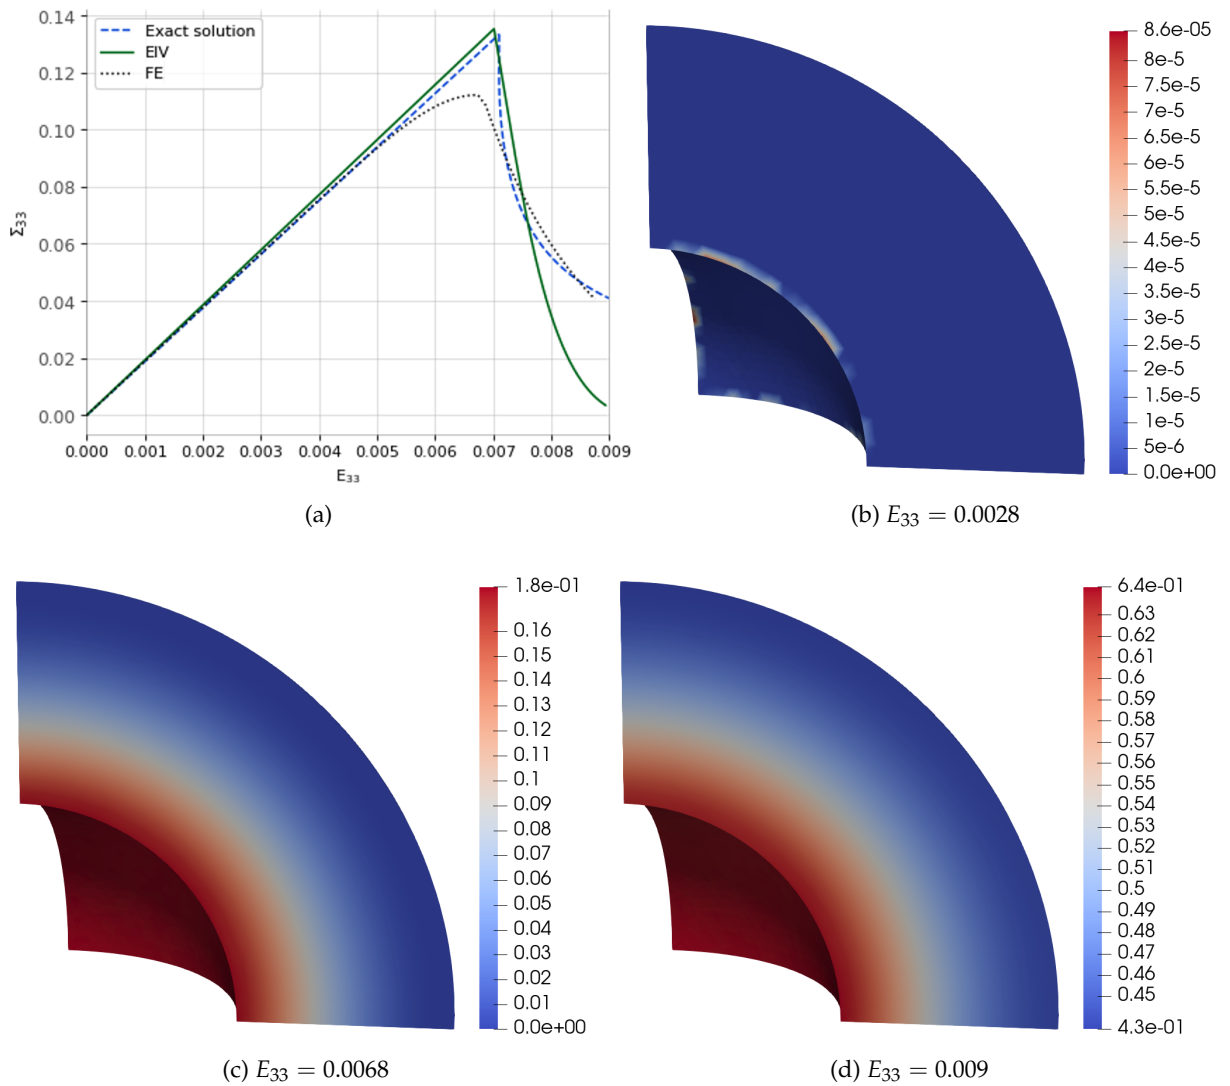 0.14
0.12
0.10
0.08
0.06
0.04
0.02
0.00
Σ33
Exact solution
EIV
FE
0.000 0.001 0.002 0.003 0.004 0.005 0.006 0.007 0.008 0.009
E33
(a)
8.6e-05
8e-5
7.5e-5
7e-5
6.5e-5
6e-5
5.5e-5
5e-5
4.5e-5
4e-5
3.5e-5
3e-5
2.5e-5
2e-5
1.5e-5
1e-5
5e-6
0.0e+00
(b) E33 = 0.0028
1.8e-01
0.16
0.15
0.14
0.13
0.12
0.11
0.1
0.09
0.08
0.07
0.06
0.05
0.04
0.03
0.02
0.01
0.0e+00
(c) E33 = 0.0068
6.4e-01
0.63
0.62
0.61
0.6
0.59
0.58
0.57
0.56
0.55
0.54
0.53
0.52
0.51
0.5
0.49
0.48
0.47
0.46
0.45
4.3e-01
(d) E33 = 0.009